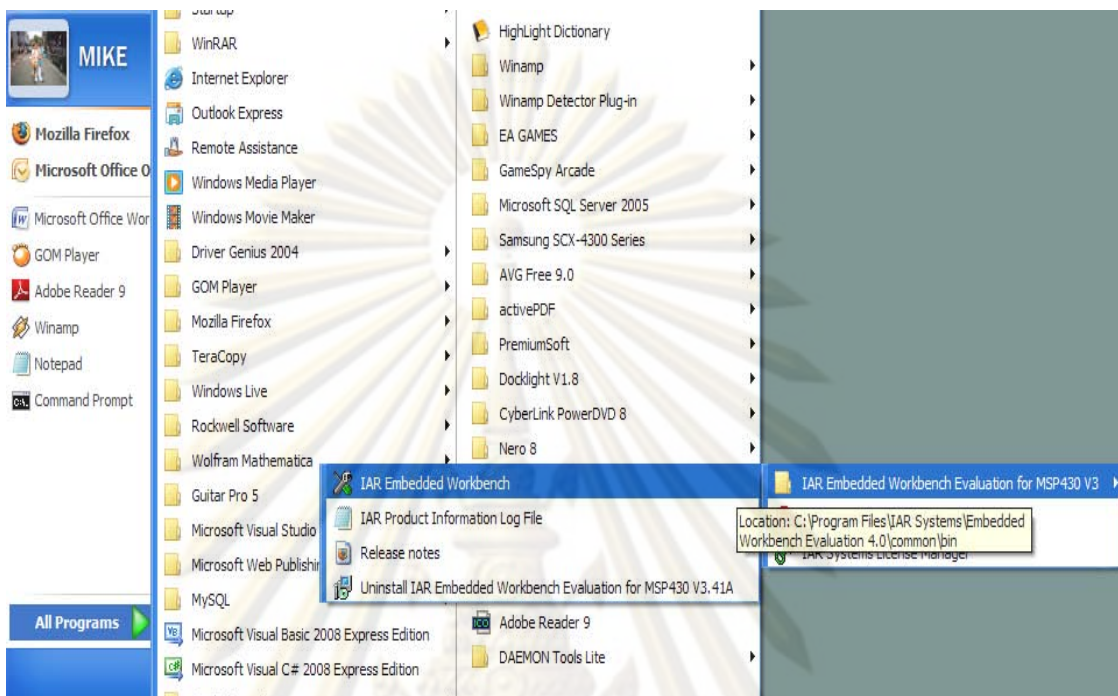 MIKE
Mozilla Firefox
Microsoft Office O
Microsoft Office Wor
GOM Player
Adobe Reader 9
Winamp
Notepad
Command Prompt
All Programs
Startup
WinRAR
Internet Explorer
Outlook Express
Remote Assistance
Windows Media Player
Windows Movie Maker
Driver Genius 2004
GOM Player
Mozilla Firefox
TeraCopy
Windows Live
Rockwell Software
Wolfram Mathematica
Guitar Pro 5
Microsoft Visual Studio
Microsoft Web Publishin
MySQL
Microsoft Visual Basic 2008 Express Edition
Microsoft Visual C# 2008 Express Edition
HighLight Dictionary
Winamp
Winamp Detector Plug-in
EA GAMES
GameSpy Arcade
Microsoft SQL Server 2005
Samsung SCX-4300 Series
AVG Free 9.0
activePDF
PremiumSoft
Docklight V1.8
CyberLink PowerDVD 8
Nero 8
Adobe Reader 9
DAEMON Tools Lite
IAR Embedded Workbench
IAR Product Information Log File
Release notes
Uninstall IAR Embedded Workbench Evaluation for MSP430 V3.41A
IAR Embedded Workbench Evaluation for MSP430 V3
Location: C:\Program Files\IAR Systems\Embedded
Workbench Evaluation 4.0\common\bin
IAR Systems License Manager